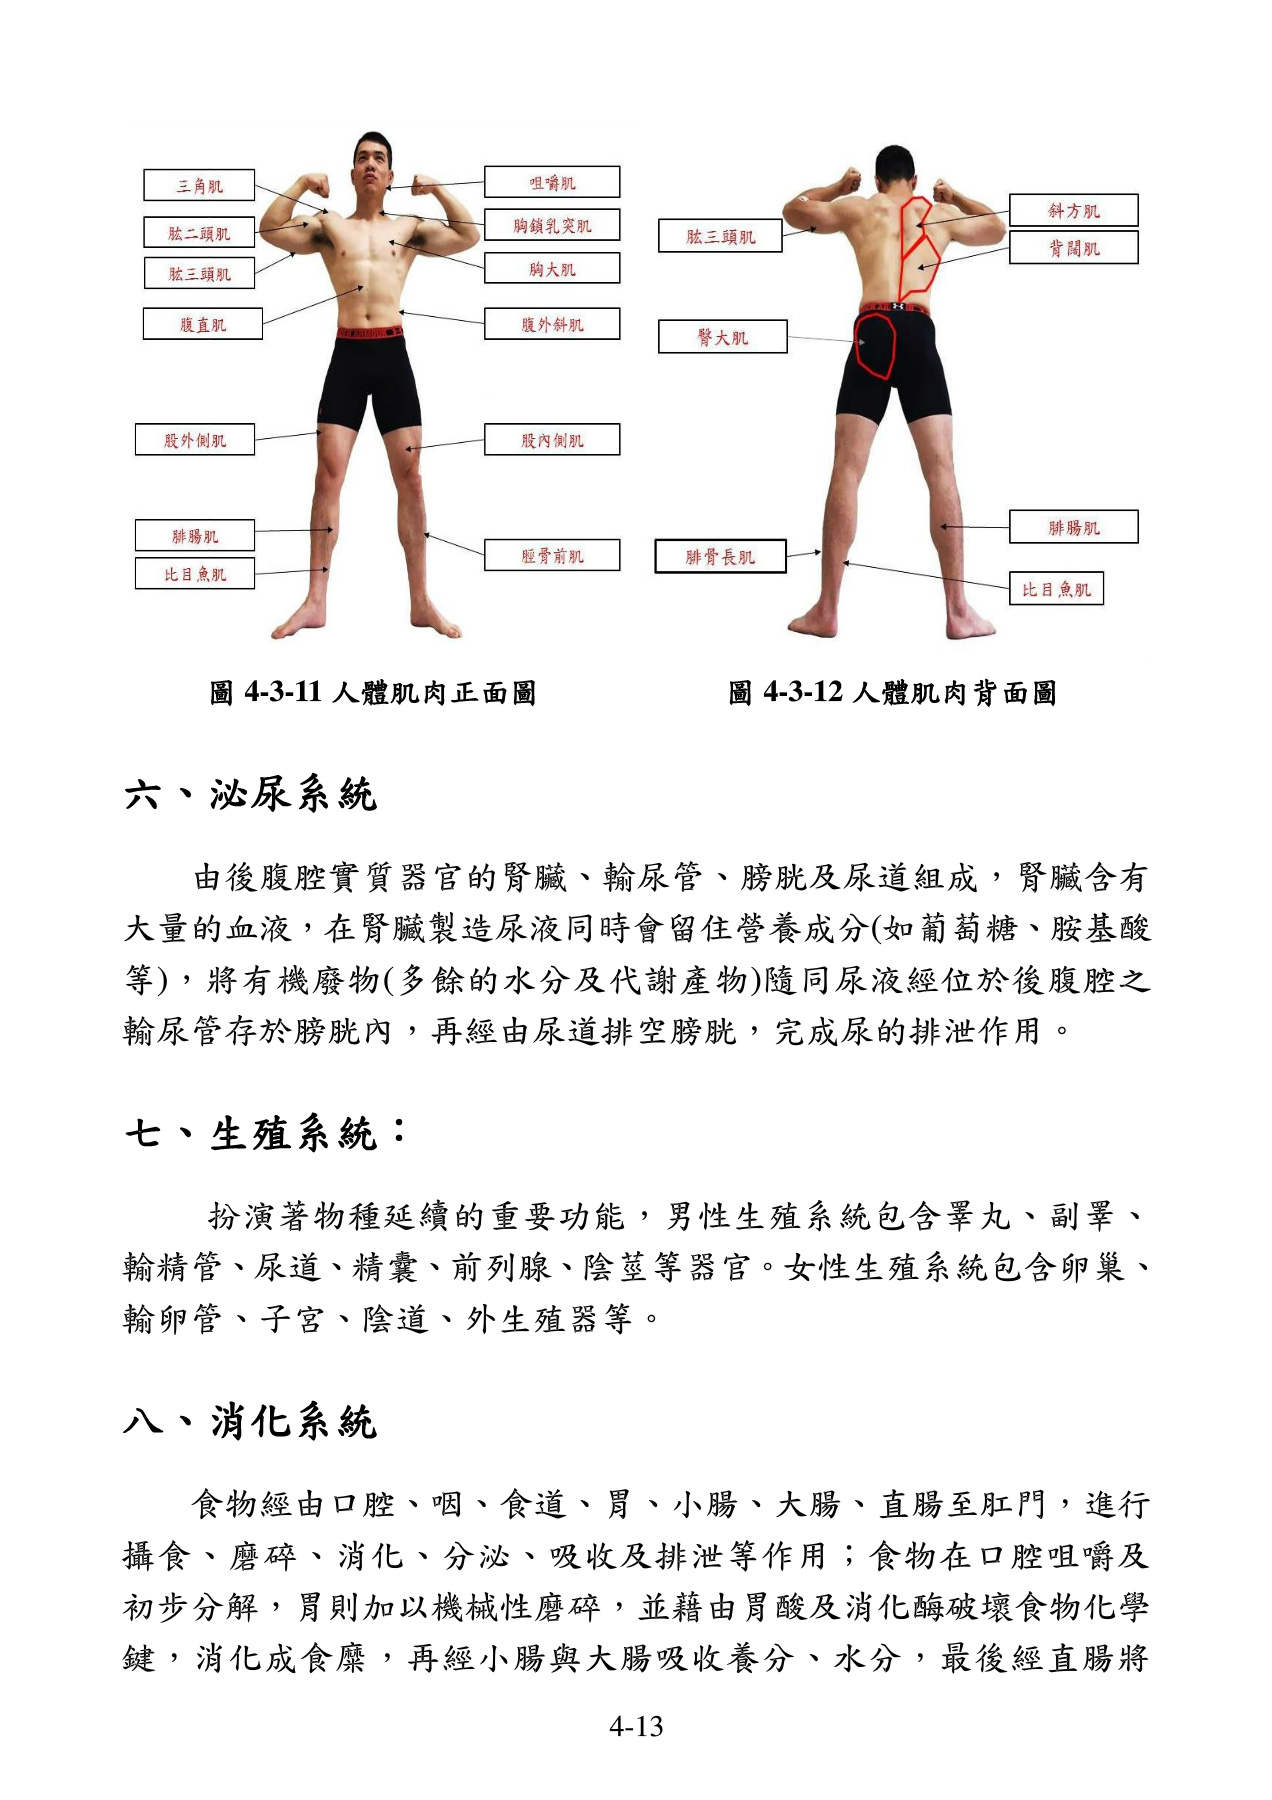 三角肌
肱二頭肌
肱三頭肌
腹直肌
股外側肌
腓腸肌
比目魚肌
咀嚼肌
胸鎖乳突肌
胸大肌
腹外斜肌
股內側肌
脛骨前肌
肱三頭肌
臀大肌
腓骨長肌
斜方肌
背闊肌
腓腸肌
比目魚肌
圖 4-3-11 人體肌肉正面圖
圖 4-3-12 人體肌肉背面圖
六、泌尿系統
由後腹腔實質器官的腎臟、輸尿管、膀胱及尿道組成，腎臟含有
大量的血液，在腎臟製造尿液同時會留住營養成分(如葡萄糖、胺基酸
等)，將有機廢物(多餘的水分及代謝產物)隨同尿液經位於後腹腔之
輸尿管存於膀胱內，再經由尿道排空膀胱，完成尿的排泄作用。
七、生殖系統：
扮演著物種延續的重要功能，男性生殖系統包含睪丸、副睪、
輸精管、尿道、精囊、前列腺、陰莖等器官。女性生殖系統包含卵巢、
輸卵管、子宮、陰道、外生殖器等。
八、消化系統
食物經由口腔、咽、食道、胃、小腸、大腸、直腸至肛門，進行
攝食、磨碎、消化、分泌、吸收及排泄等作用；食物在口腔咀嚼及
初步分解，胃則加以機械性磨碎，並藉由胃酸及消化酶破壞食物化學
鍵，消化成食糜，再經小腸與大腸吸收養分、水分，最後經直腸將
4-13